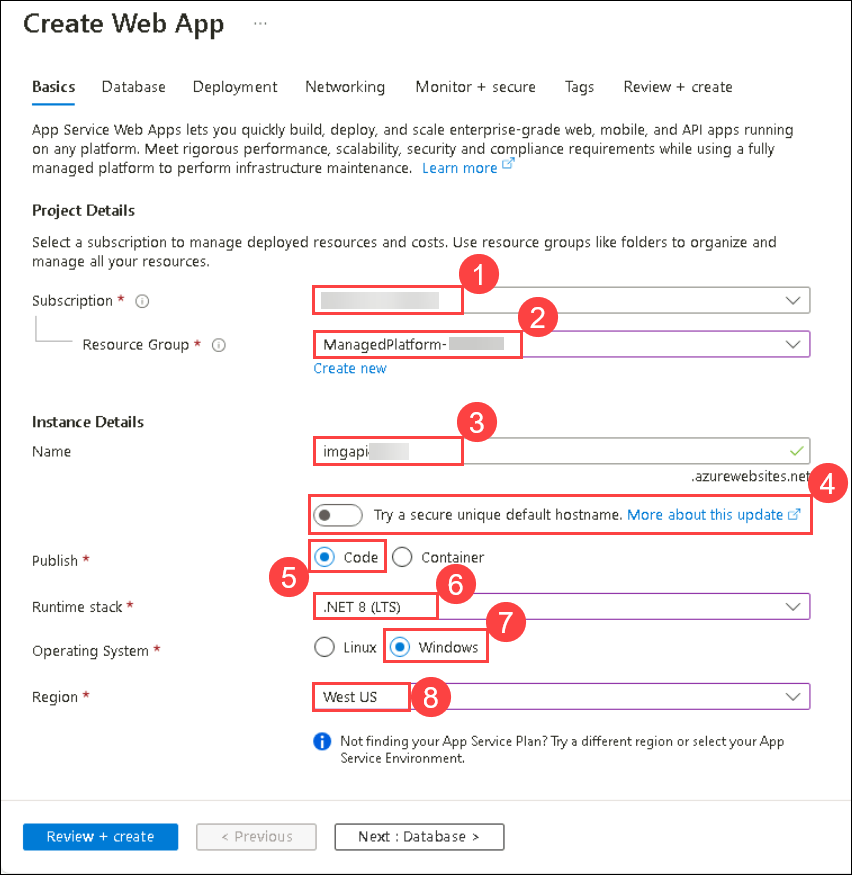 Create Web App ...
Basics Database Deployment Networking Monitor + secure Tags Review + create
App Service Web Apps lets you quickly build, deploy, and scale enterprise-grade web, mobile, and API apps running
on any platform. Meet rigorous performance, scalability, security and compliance requirements while using a fully
managed platform to perform infrastructure maintenance. Learn more
Project Details
Select a subscription to manage deployed resources and costs. Use resource groups like folders to organize and
manage all your resources.
1
Subscription *
2
Resource Group * ManagedPlatform-
Create new
Instance Details
3
Name imgapi
.azurewebsites.net
4
Try a secure unique default hostname. More about this update
Publish * Code Container
5
6
Runtime stack * .NET 8 (LTS)
7
Operating System * Linux Windows
Region * West US 8
Not finding your App Service Plan? Try a different region or select your App
Service Environment.
Review + create < Previous Next : Database >